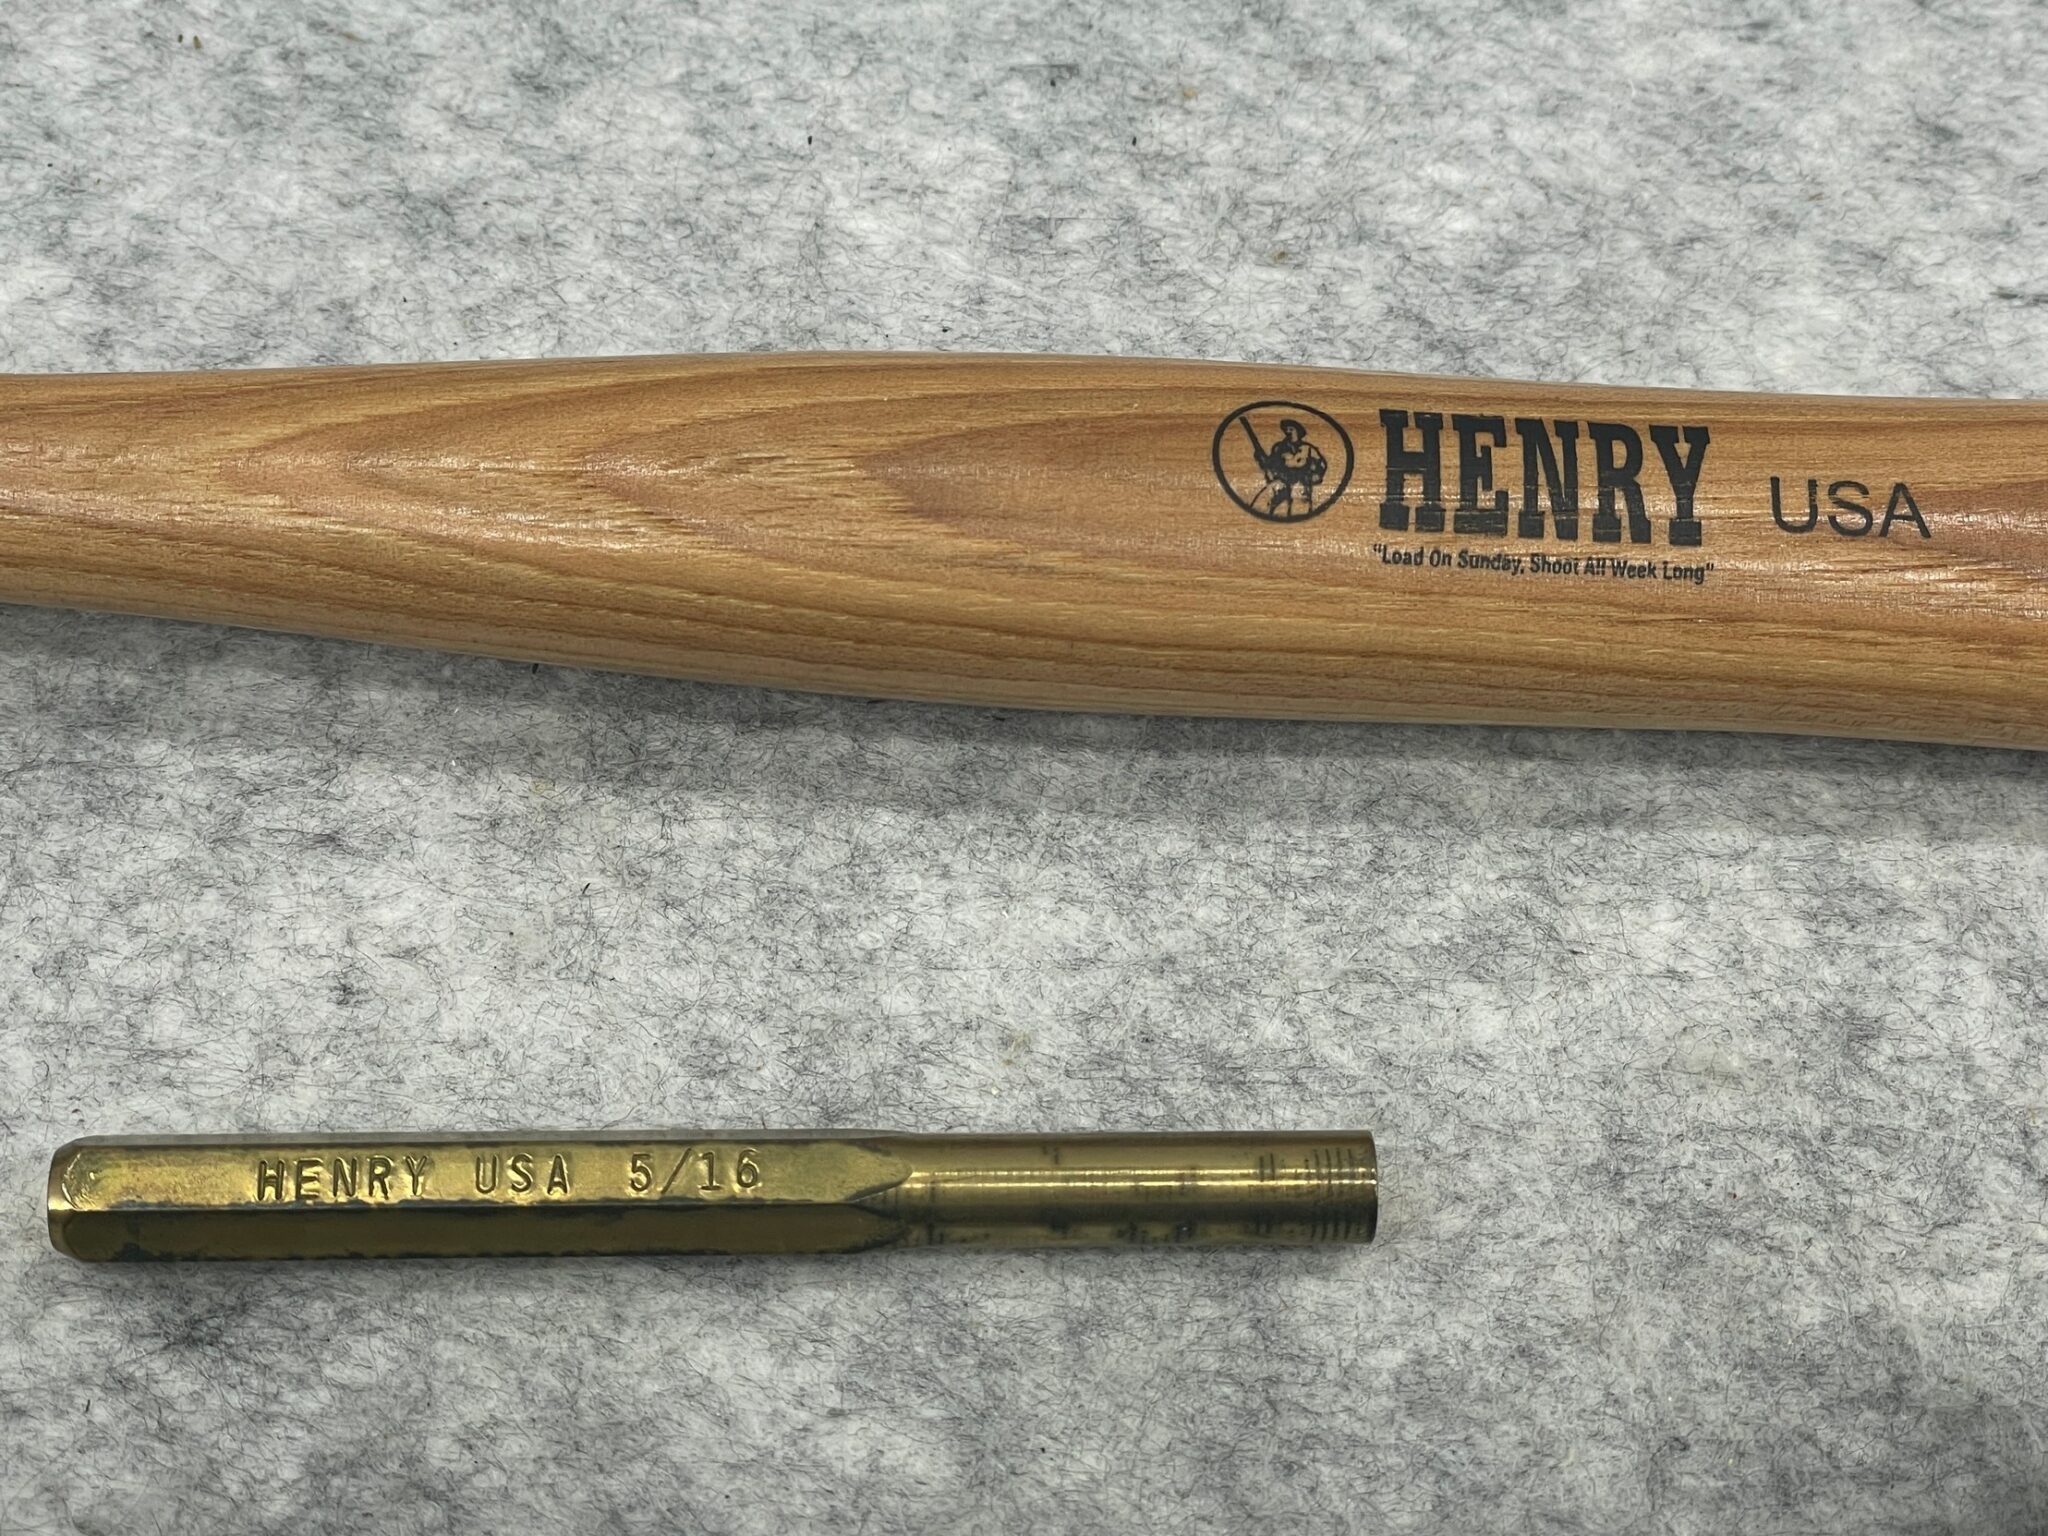 HENRY USA
"Load On Sunday, Shoot All Week Long"
HENRY USA 5/16